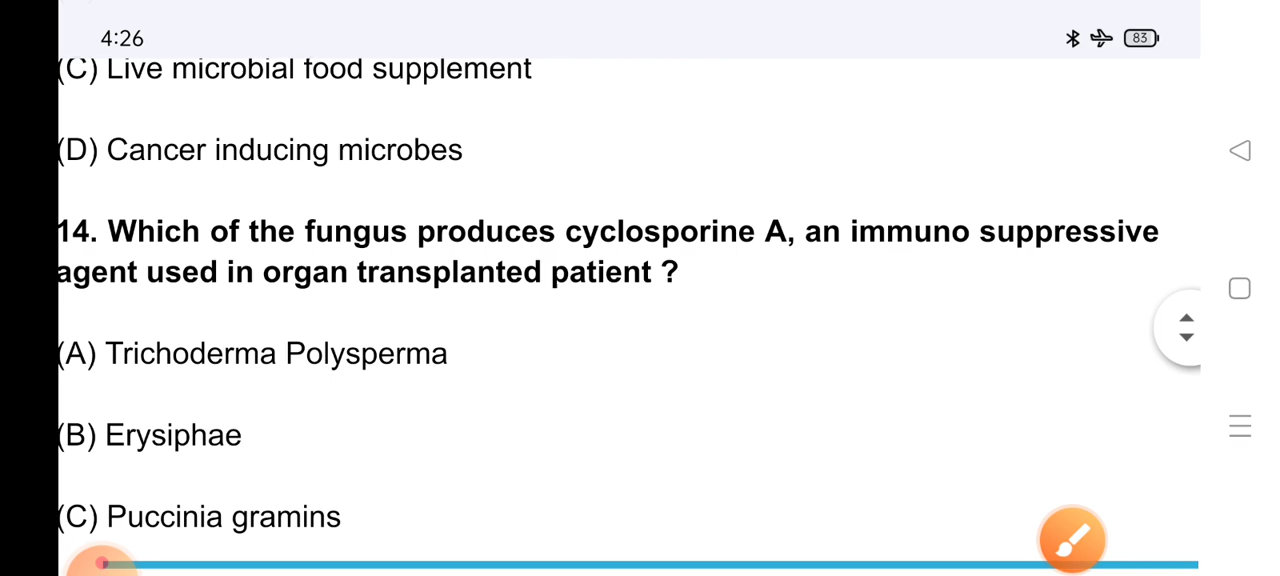 4:26
83
(C) Live microbial food supplement
(D) Cancer inducing microbes
14. Which of the fungus produces cyclosporine A, an immuno suppressive
agent used in organ transplanted patient ?
(A) Trichoderma Polysperma
(B) Erysiphae
(C) Puccinia gramins